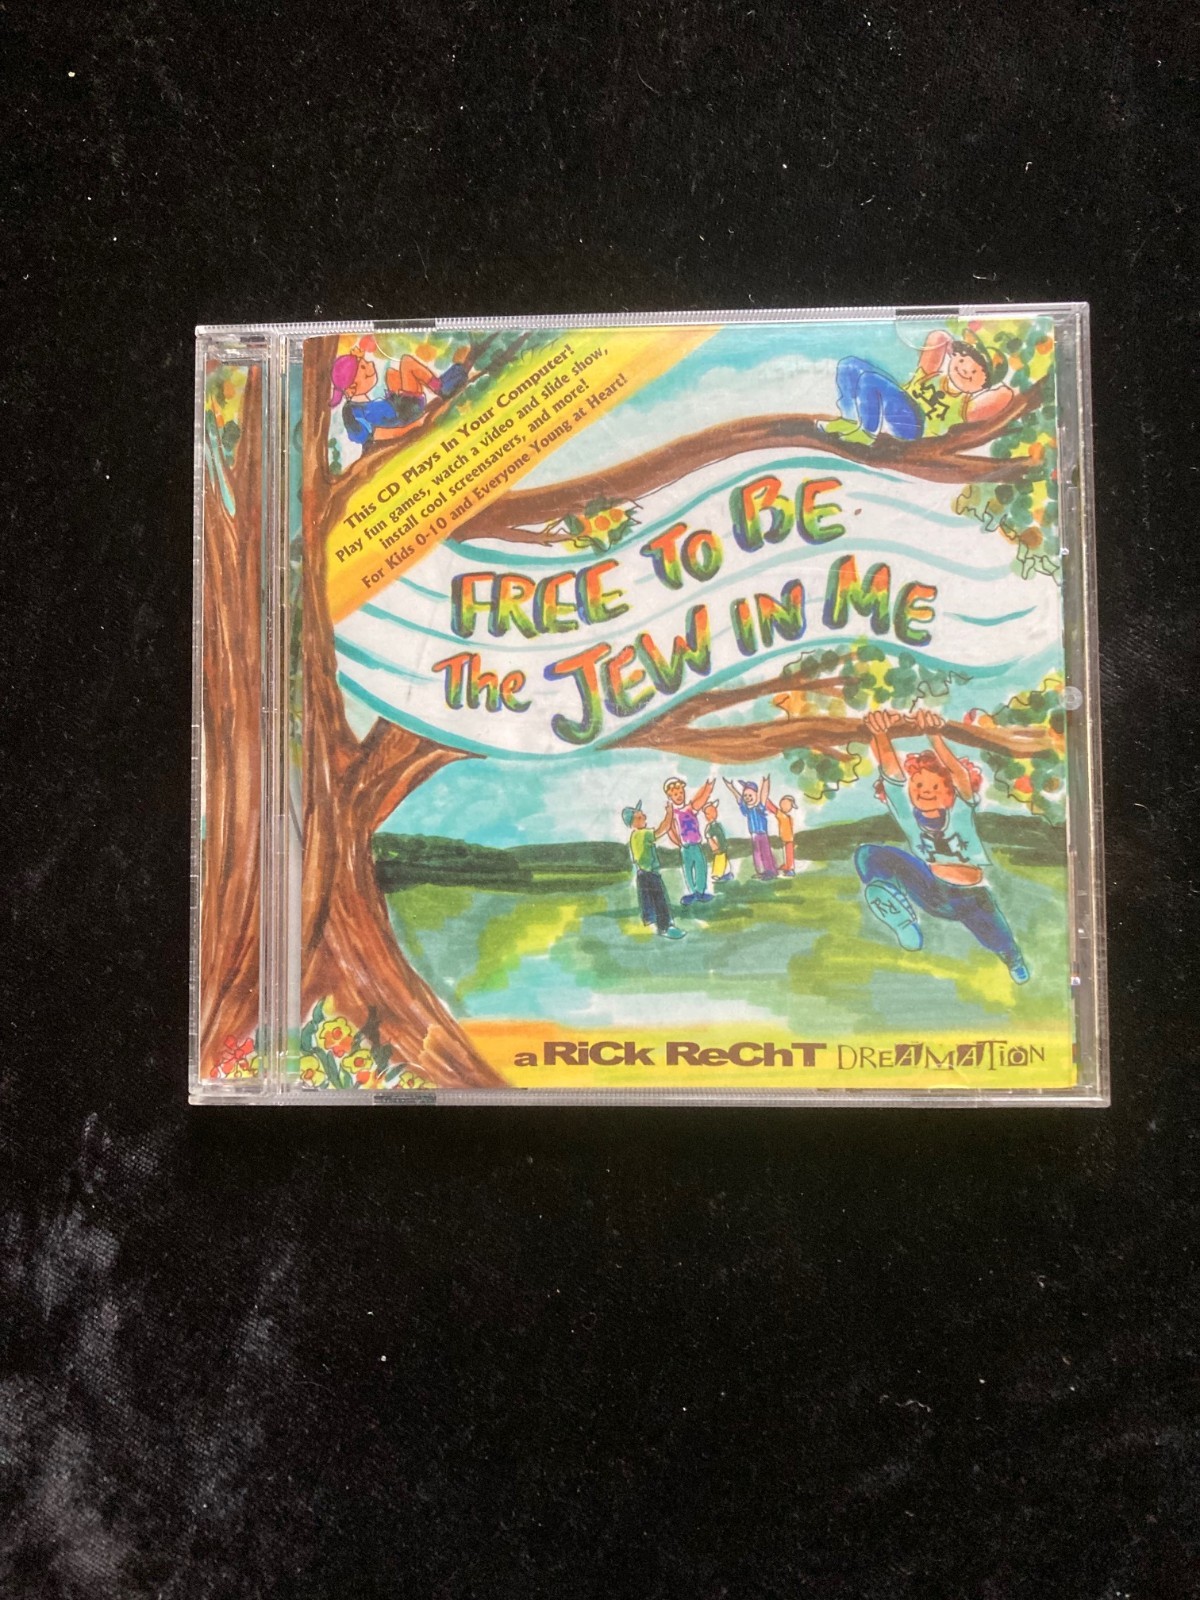 This CD Plays In Your Computer!
Play fun games, watch a video and slide show,
install cool screensavers, and more!
For Kids 0-10 and Everyone Young at Heart!
FREE TO BE
The JEW IN ME
a RiCk ReChT DREAMATiON